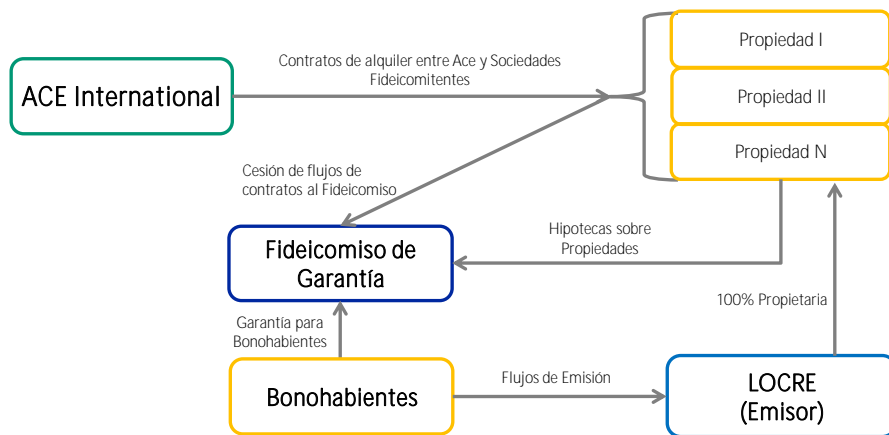 Propiedad I
Contratos de alquiler entre Ace y Sociedades
Fideicomitentes
ACE International
Propiedad II
Propiedad N
Cesión de flujos de
contratos al Fideicomiso
Hipotecas sobre
Propiedades
Fideicomiso de
Garantía
100% Propietaria
Garantía para
Bonohabientes
Bonohabientes
Flujos de Emisión
LOCRE
(Emisor)